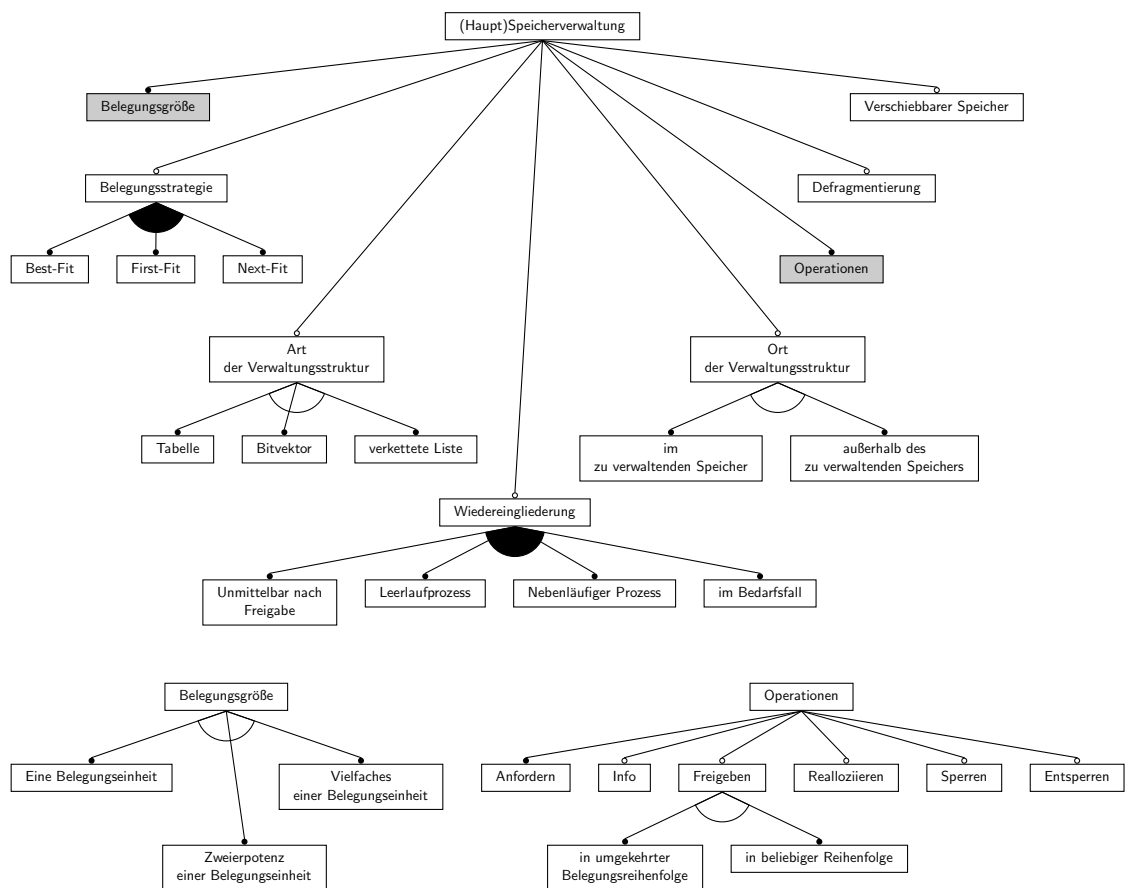 (Haupt)Speicherverwaltung
Belegungsgröße
Verschiebbarer Speicher
Belegungsstrategie
Defragmentierung
Best-Fit
First-Fit
Next-Fit
Operationen
Art
der Verwaltungsstruktur
Ort
der Verwaltungsstruktur
Tabelle
Bitvektor
verkettete Liste
im
zu verwaltenden Speicher
außerhalb des
zu verwaltenden Speichers
Wiedereingliederung
Unmittelbar nach
Freigabe
Leerlaufprozess
Nebenläufiger Prozess
im Bedarfsfall
Belegungsgröße
Eine Belegungseinheit
Vielfaches
einer Belegungseinheit
Zweierpotenz
einer Belegungseinheit
Operationen
Anfordern
Info
Freigeben
Realloziieren
Sperren
Entsperren
in umgekehrter
Belegungsreihenfolge
in beliebiger Reihenfolge